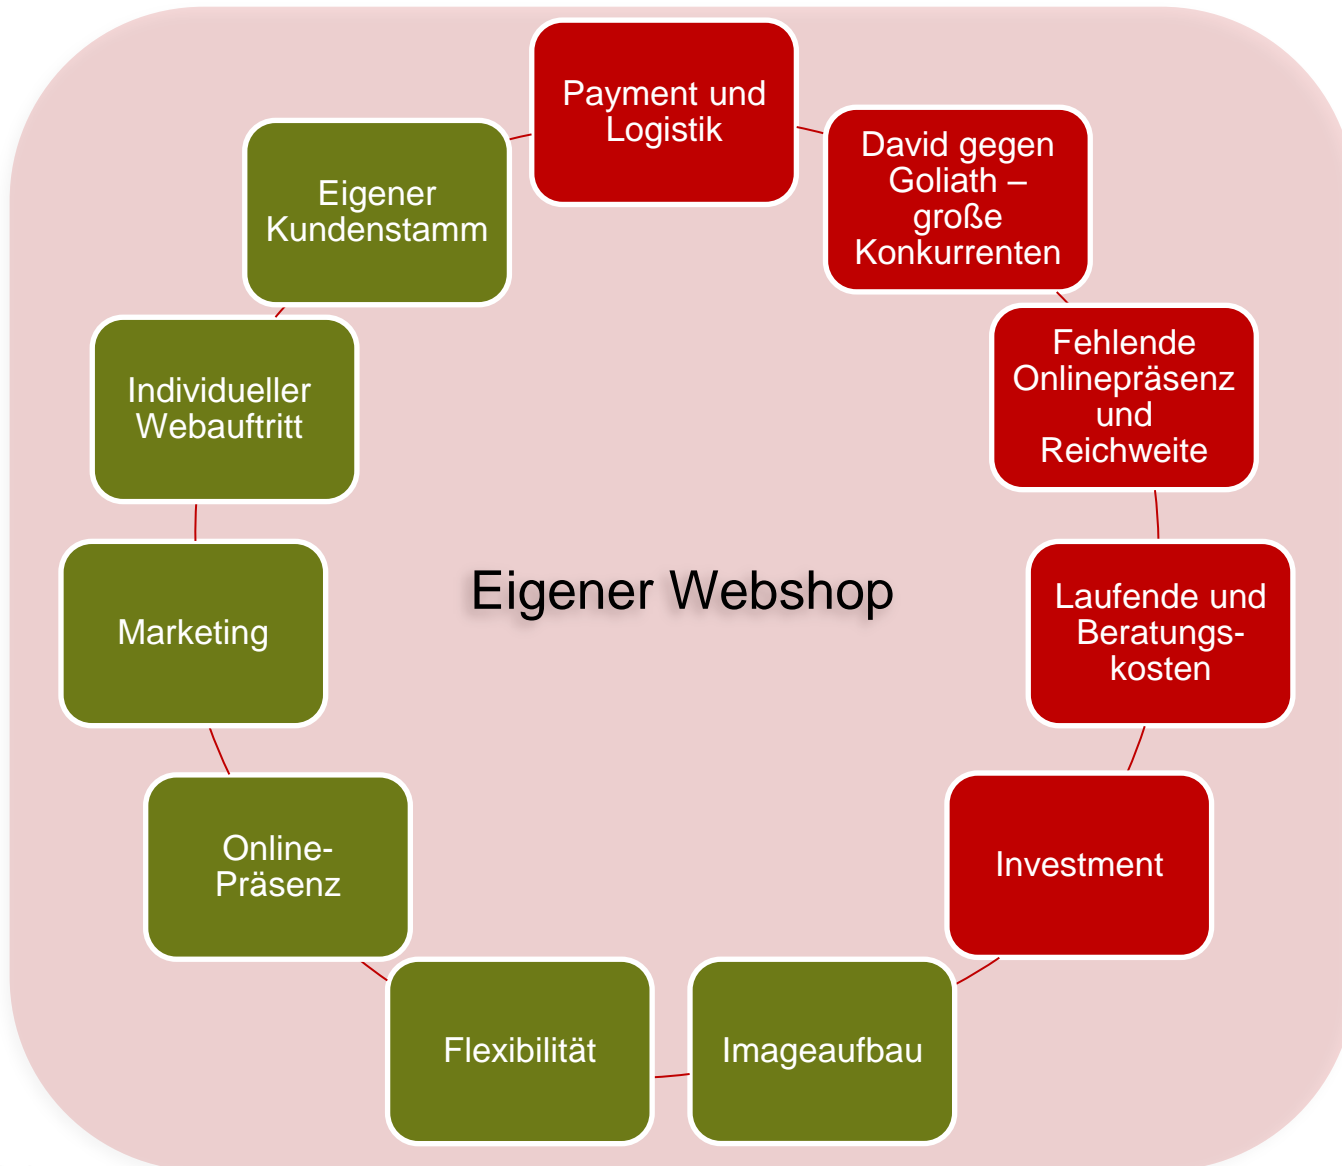 Payment und
Logistik
David gegen
Goliath –
große
Konkurrenten
Fehlende
Onlinepräsenz
und
Reichweite
Laufende und
Beratungs-
kosten
Investment
Imageaufbau
Flexibilität
Online-
Präsenz
Marketing
Individueller
Webauftritt
Eigener
Kundenstamm
Eigener Webshop